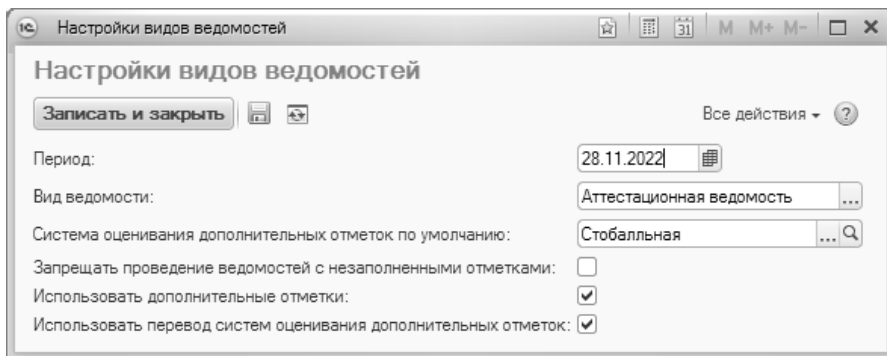 1С Настройки видов ведомостей 31 M M+ M-
Настройки видов ведомостей
Записать и закрыть Все действия ?
Период: 28.11.2022
Вид ведомости: Аттестационная ведомость ...
Система оценивания дополнительных отметок по умолчанию: Стобалльная ...
Запрещать проведение ведомостей с незаполненными отметками:
Использовать дополнительные отметки:
Использовать перевод систем оценивания дополнительных отметок: